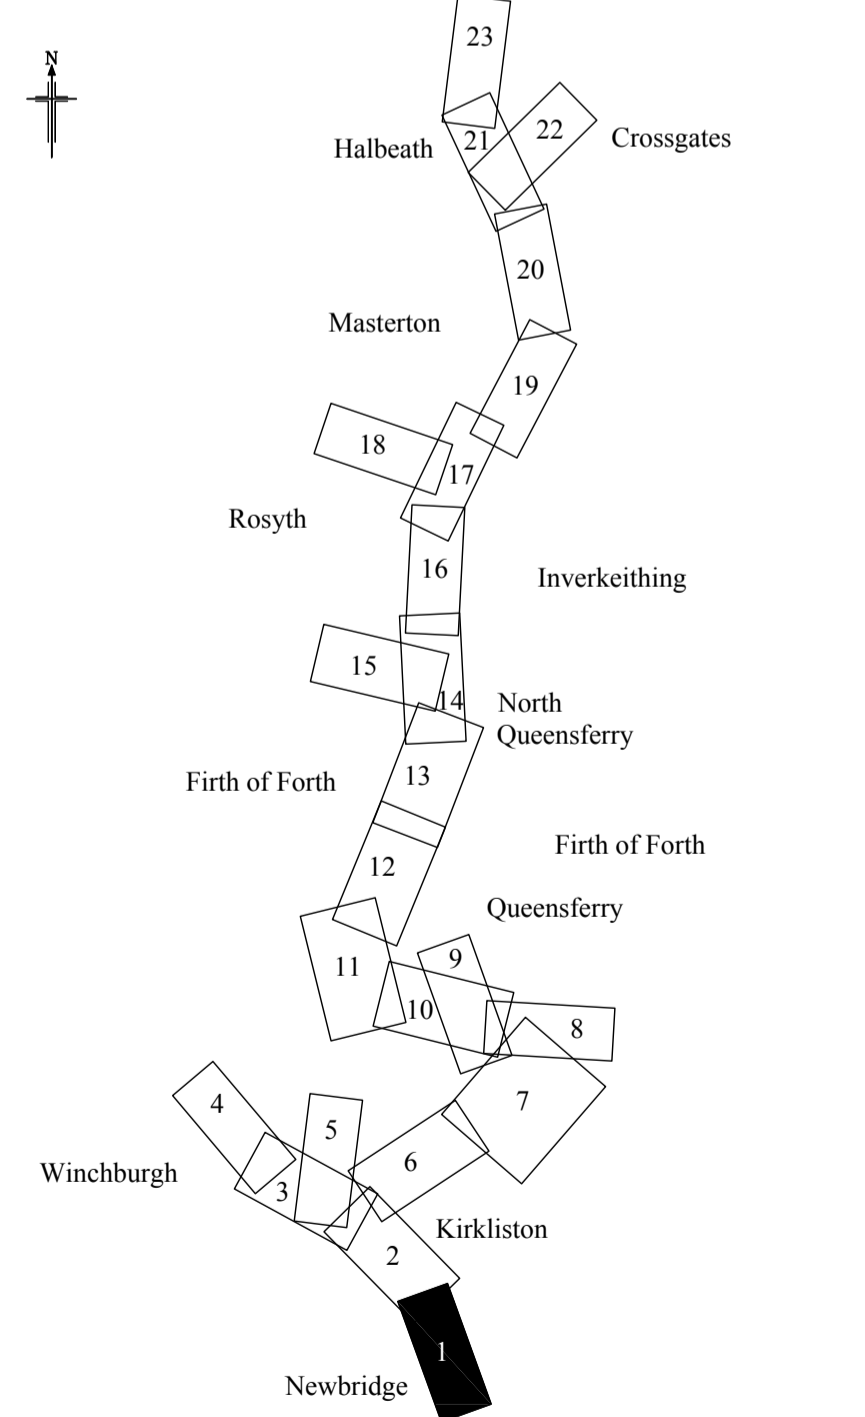 23
N
22
Crossgates
21
Halbeath
20
Masterton
19
18
17
Rosyth
16
Inverkeithing
15
14
North
Queensferry
13
Firth of Forth
Firth of Forth
12
Queensferry
9
11
10
8
7
4
5
6
Winchburgh
3
Kirkliston
2
1
Newbridge